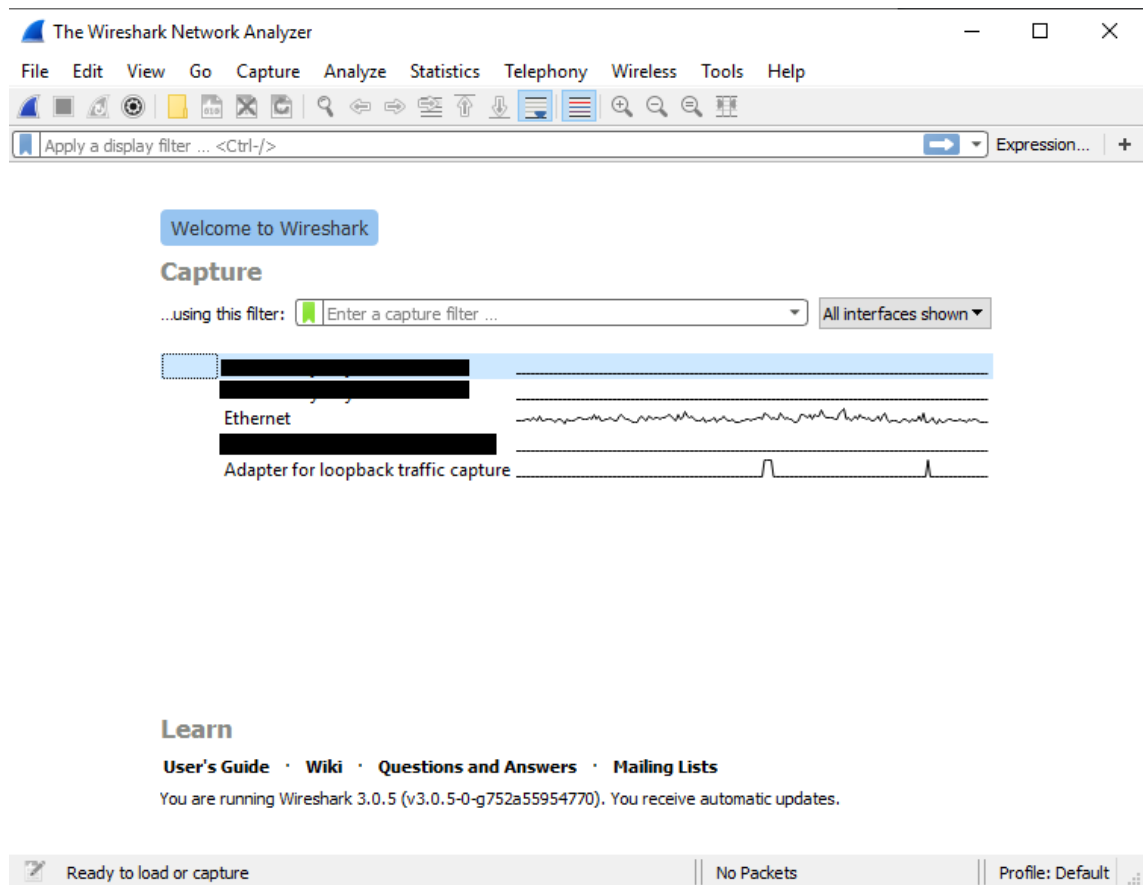 The Wireshark Network Analyzer
File Edit View Go Capture Analyze Statistics Telephony Wireless Tools Help
Apply a display filter ... <Ctrl-/> Expression... +
Welcome to Wireshark
Capture
...using this filter: Enter a capture filter ... All interfaces shown
Ethernet
Adapter for loopback traffic capture
Learn
User's Guide · Wiki · Questions and Answers · Mailing Lists
You are running Wireshark 3.0.5 (v3.0.5-0-g752a55954770). You receive automatic updates.
Ready to load or capture No Packets Profile: Default